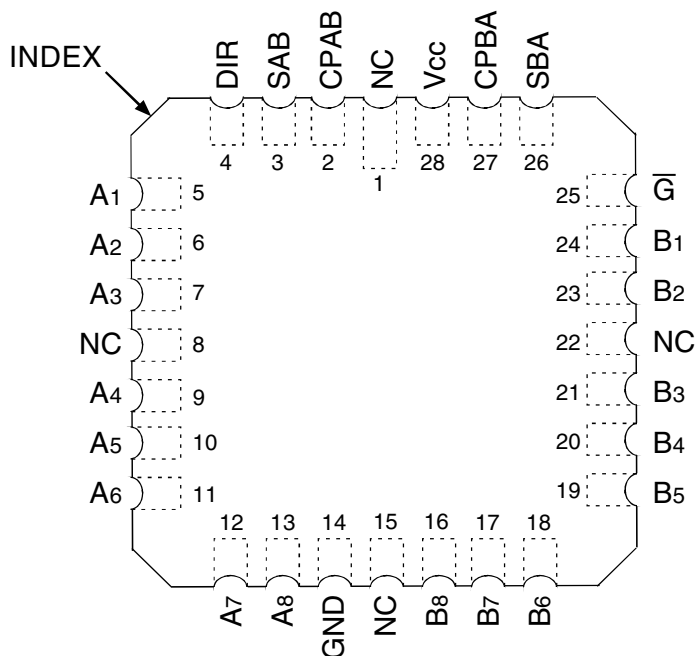 INDEX
DIR SAB CPAB NC Vcc CPBA SBA
4 3 2 1 28 27 26
A1 5 25 G̅
A2 6 24 B1
A3 7 23 B2
NC 8 22 NC
A4 9 21 B3
A5 10 20 B4
A6 11 19 B5
12 13 14 15 16 17 18
A7 A8 GND NC B8 B7 B6